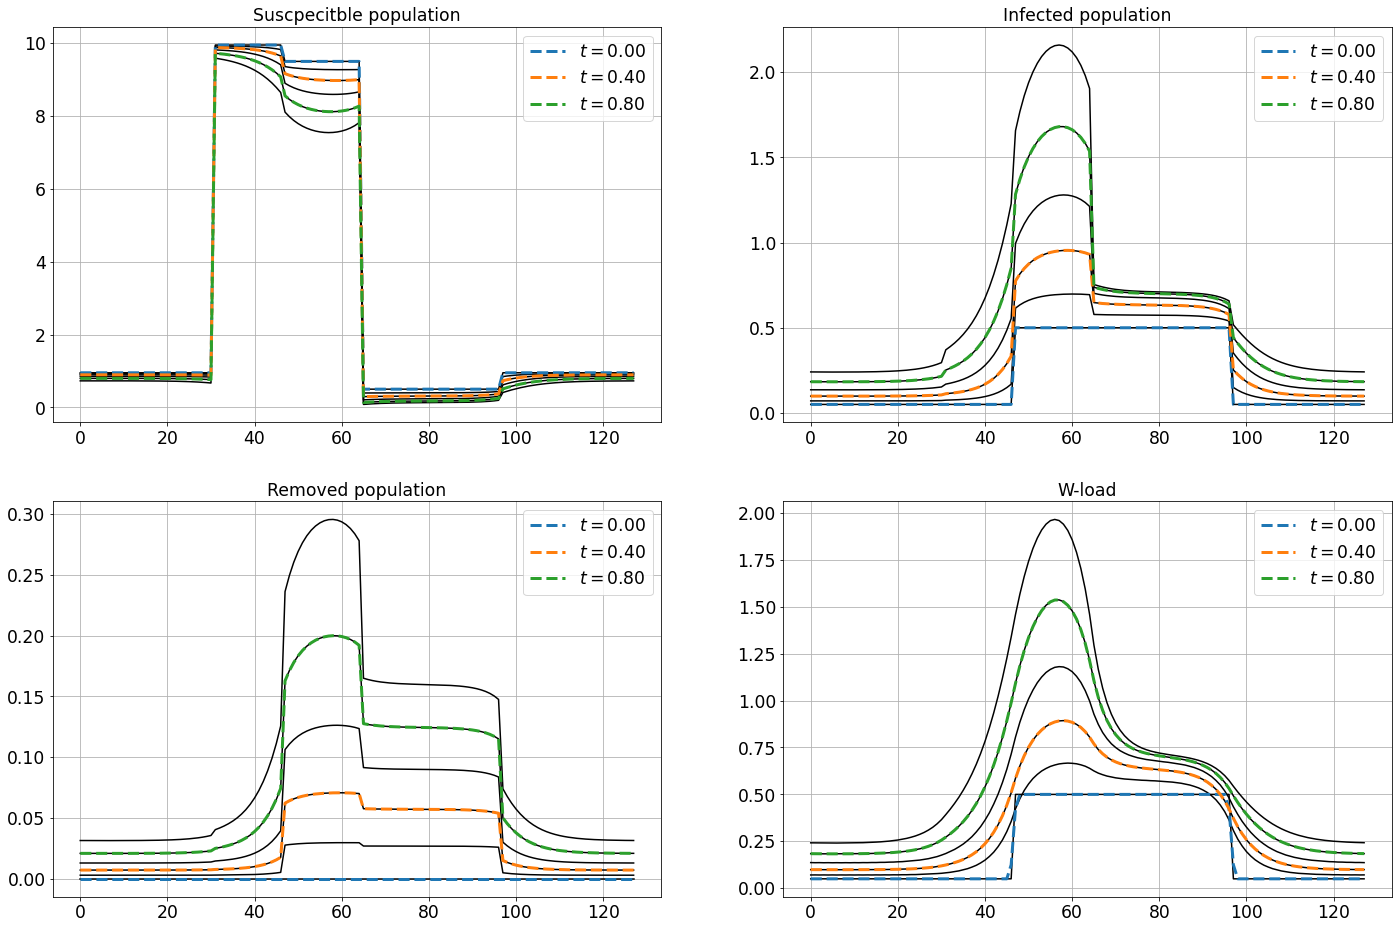 Suscpecitble population
10
8
6
4
2
0
t = 0.00
t = 0.40
t = 0.80
0 20 40 60 80 100 120
Infected population
2.0
1.5
1.0
0.5
0.0
t = 0.00
t = 0.40
t = 0.80
0 20 40 60 80 100 120
Removed population
0.30
0.25
0.20
0.15
0.10
0.05
0.00
t = 0.00
t = 0.40
t = 0.80
0 20 40 60 80 100 120
W-load
2.00
1.75
1.50
1.25
1.00
0.75
0.50
0.25
0.00
t = 0.00
t = 0.40
t = 0.80
0 20 40 60 80 100 120